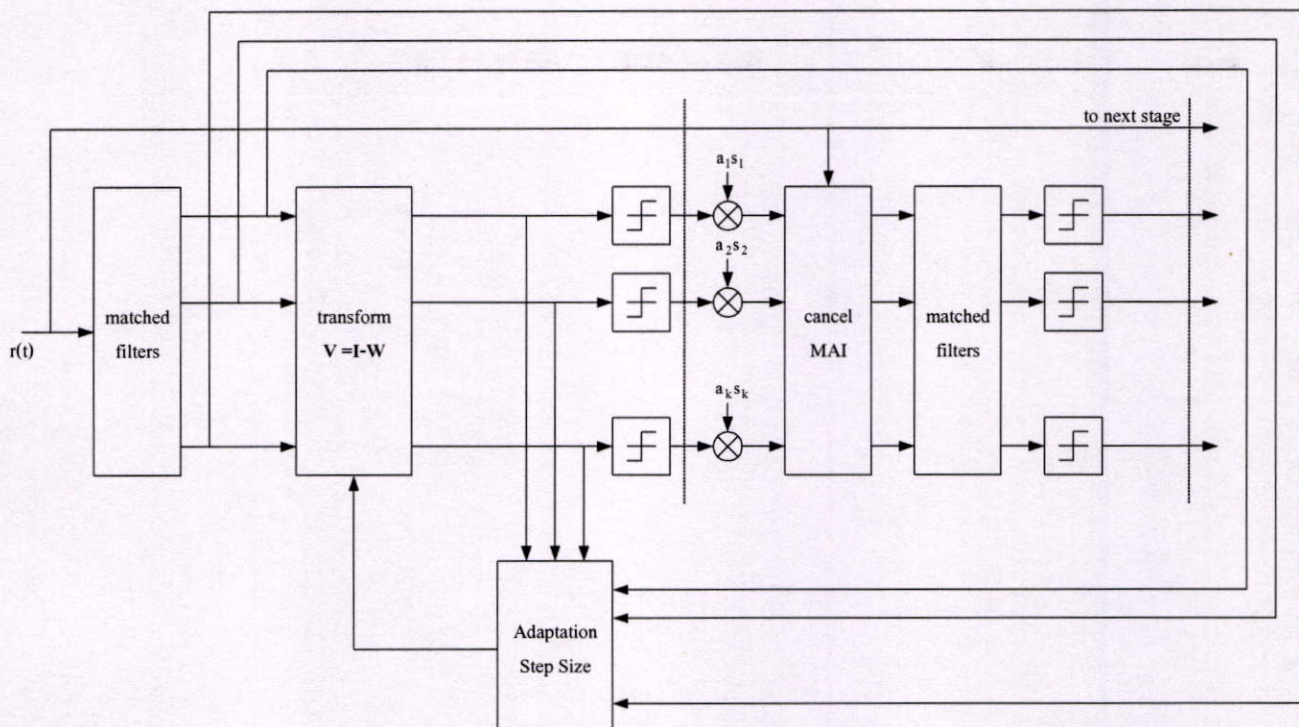 to next stage
a₁s₁
a₂s₂
aₖsₖ
r(t)
matched
filters
transform
V =I-W
cancel
MAI
matched
filters
Adaptation
Step Size